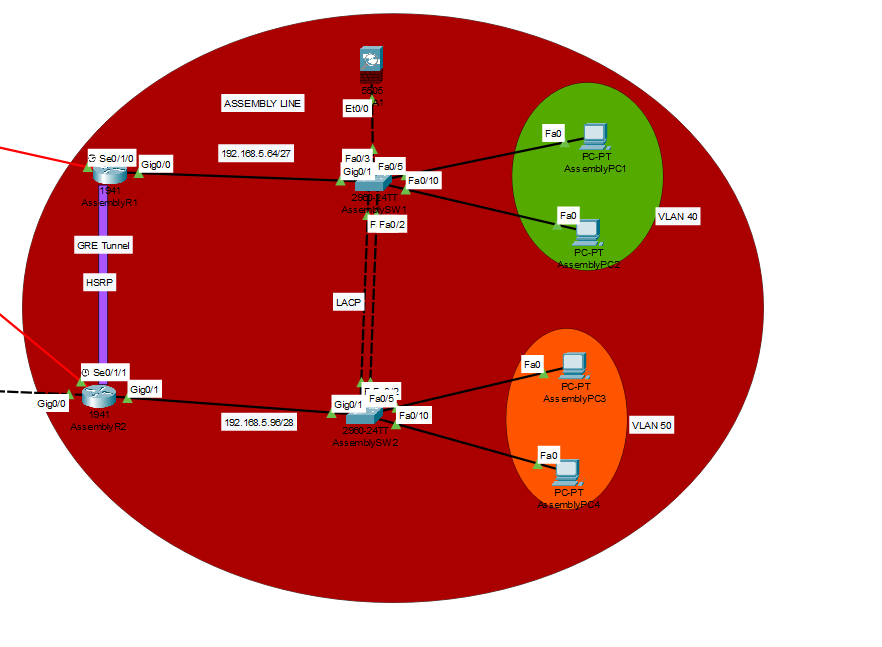 5505
Et0/0
ASSEMBLY LINE
192.168.5.64/27
Se0/1/0
Gig0/0
1941
AssemblyR1
Fa0/3
Fa0/5
Gig0/1
Fa0/10
2960-24TT
AssemblySW1
Fa0/2
Fa0
PC-PT
AssemblyPC1
Fa0
PC-PT
AssemblyPC2
VLAN 40
GRE Tunnel
HSRP
LACP
Se0/1/1
Gig0/1
Gig0/0
1941
AssemblyR2
192.168.5.96/28
Gig0/1
Fa0/5
Fa0/10
2960-24TT
AssemblySW2
Fa0
PC-PT
AssemblyPC3
VLAN 50
Fa0
PC-PT
AssemblyPC4